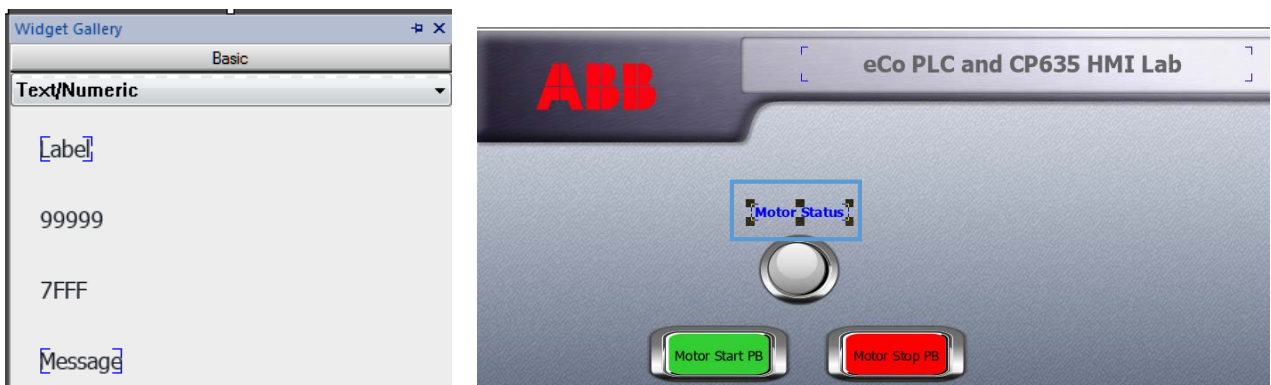 Widget Gallery
Basic
Text/Numeric
Label
99999
7FFF
Message
ABB
eCo PLC and CP635 HMI Lab
Motor Status
Motor Start PB
Motor Stop PB